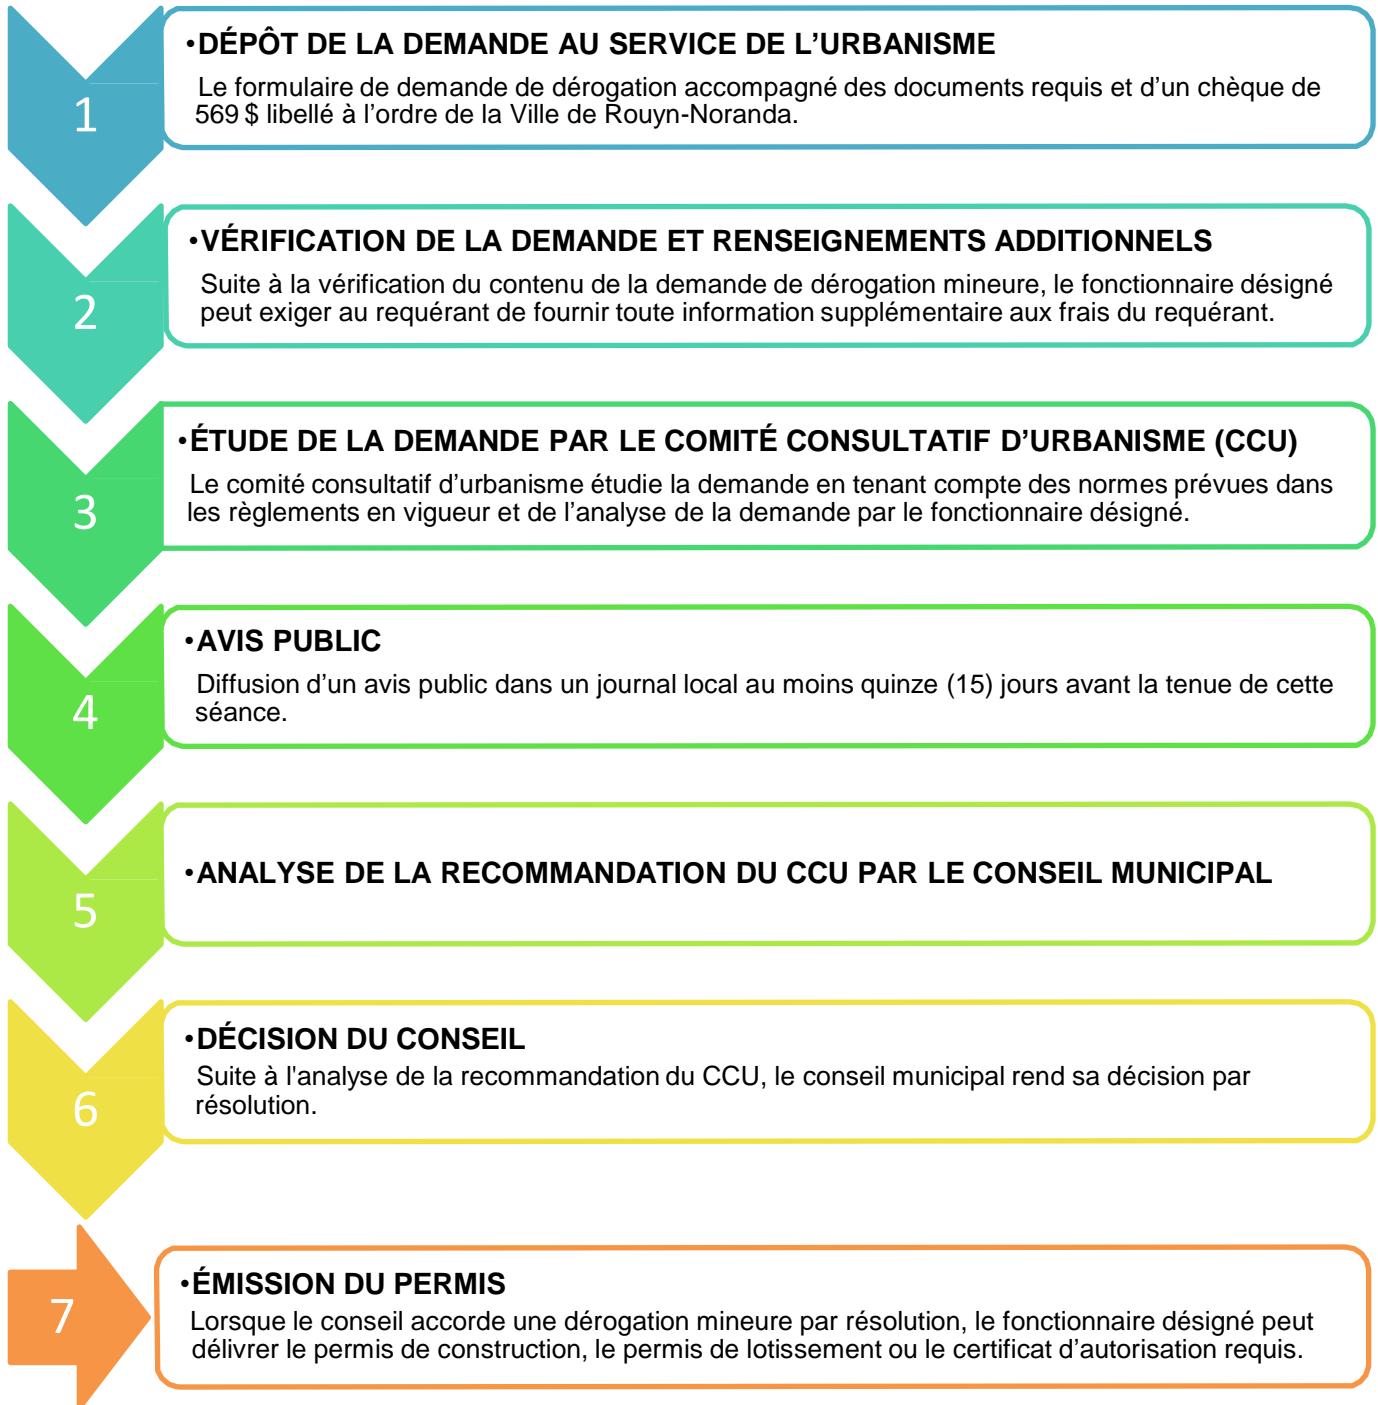 1
•DÉPÔT DE LA DEMANDE AU SERVICE DE L’URBANISME
Le formulaire de demande de dérogation accompagné des documents requis et d’un chèque de
569 $ libellé à l’ordre de la Ville de Rouyn-Noranda.
2
•VÉRIFICATION DE LA DEMANDE ET RENSEIGNEMENTS ADDITIONNELS
Suite à la vérification du contenu de la demande de dérogation mineure, le fonctionnaire désigné
peut exiger au requérant de fournir toute information supplémentaire aux frais du requérant.
3
•ÉTUDE DE LA DEMANDE PAR LE COMITÉ CONSULTATIF D’URBANISME (CCU)
Le comité consultatif d’urbanisme étudie la demande en tenant compte des normes prévues dans
les règlements en vigueur et de l’analyse de la demande par le fonctionnaire désigné.
4
•AVIS PUBLIC
Diffusion d’un avis public dans un journal local au moins quinze (15) jours avant la tenue de cette
séance.
5
•ANALYSE DE LA RECOMMANDATION DU CCU PAR LE CONSEIL MUNICIPAL
6
•DÉCISION DU CONSEIL
Suite à l'analyse de la recommandation du CCU, le conseil municipal rend sa décision par
résolution.
7
•ÉMISSION DU PERMIS
Lorsque le conseil accorde une dérogation mineure par résolution, le fonctionnaire désigné peut
délivrer le permis de construction, le permis de lotissement ou le certificat d’autorisation requis.